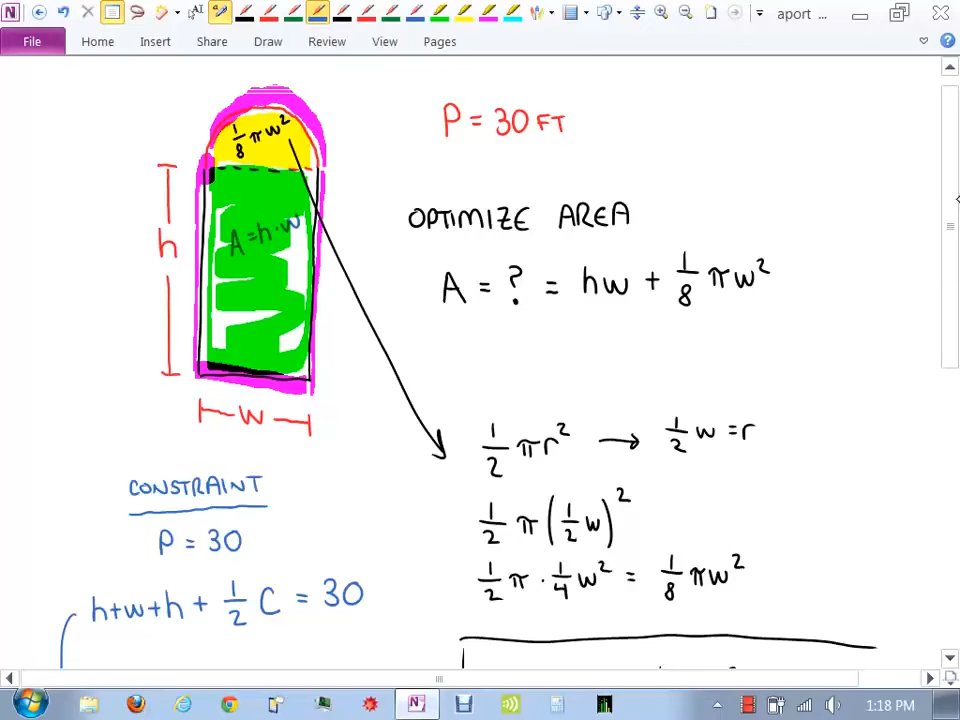 aport ...
File Home Insert Share Draw Review View Pages
1/8 πw²
A=h·w
h
w
P = 30 FT
OPTIMIZE AREA
A = ? = hw + 1/8 πw²
1/2 πr² → 1/2 w = r
1/2 π (1/2 w)²
1/2 π · 1/4 w² = 1/8 πw²
CONSTRAINT
P = 30
h+w+h + 1/2 C = 30
1:18 PM